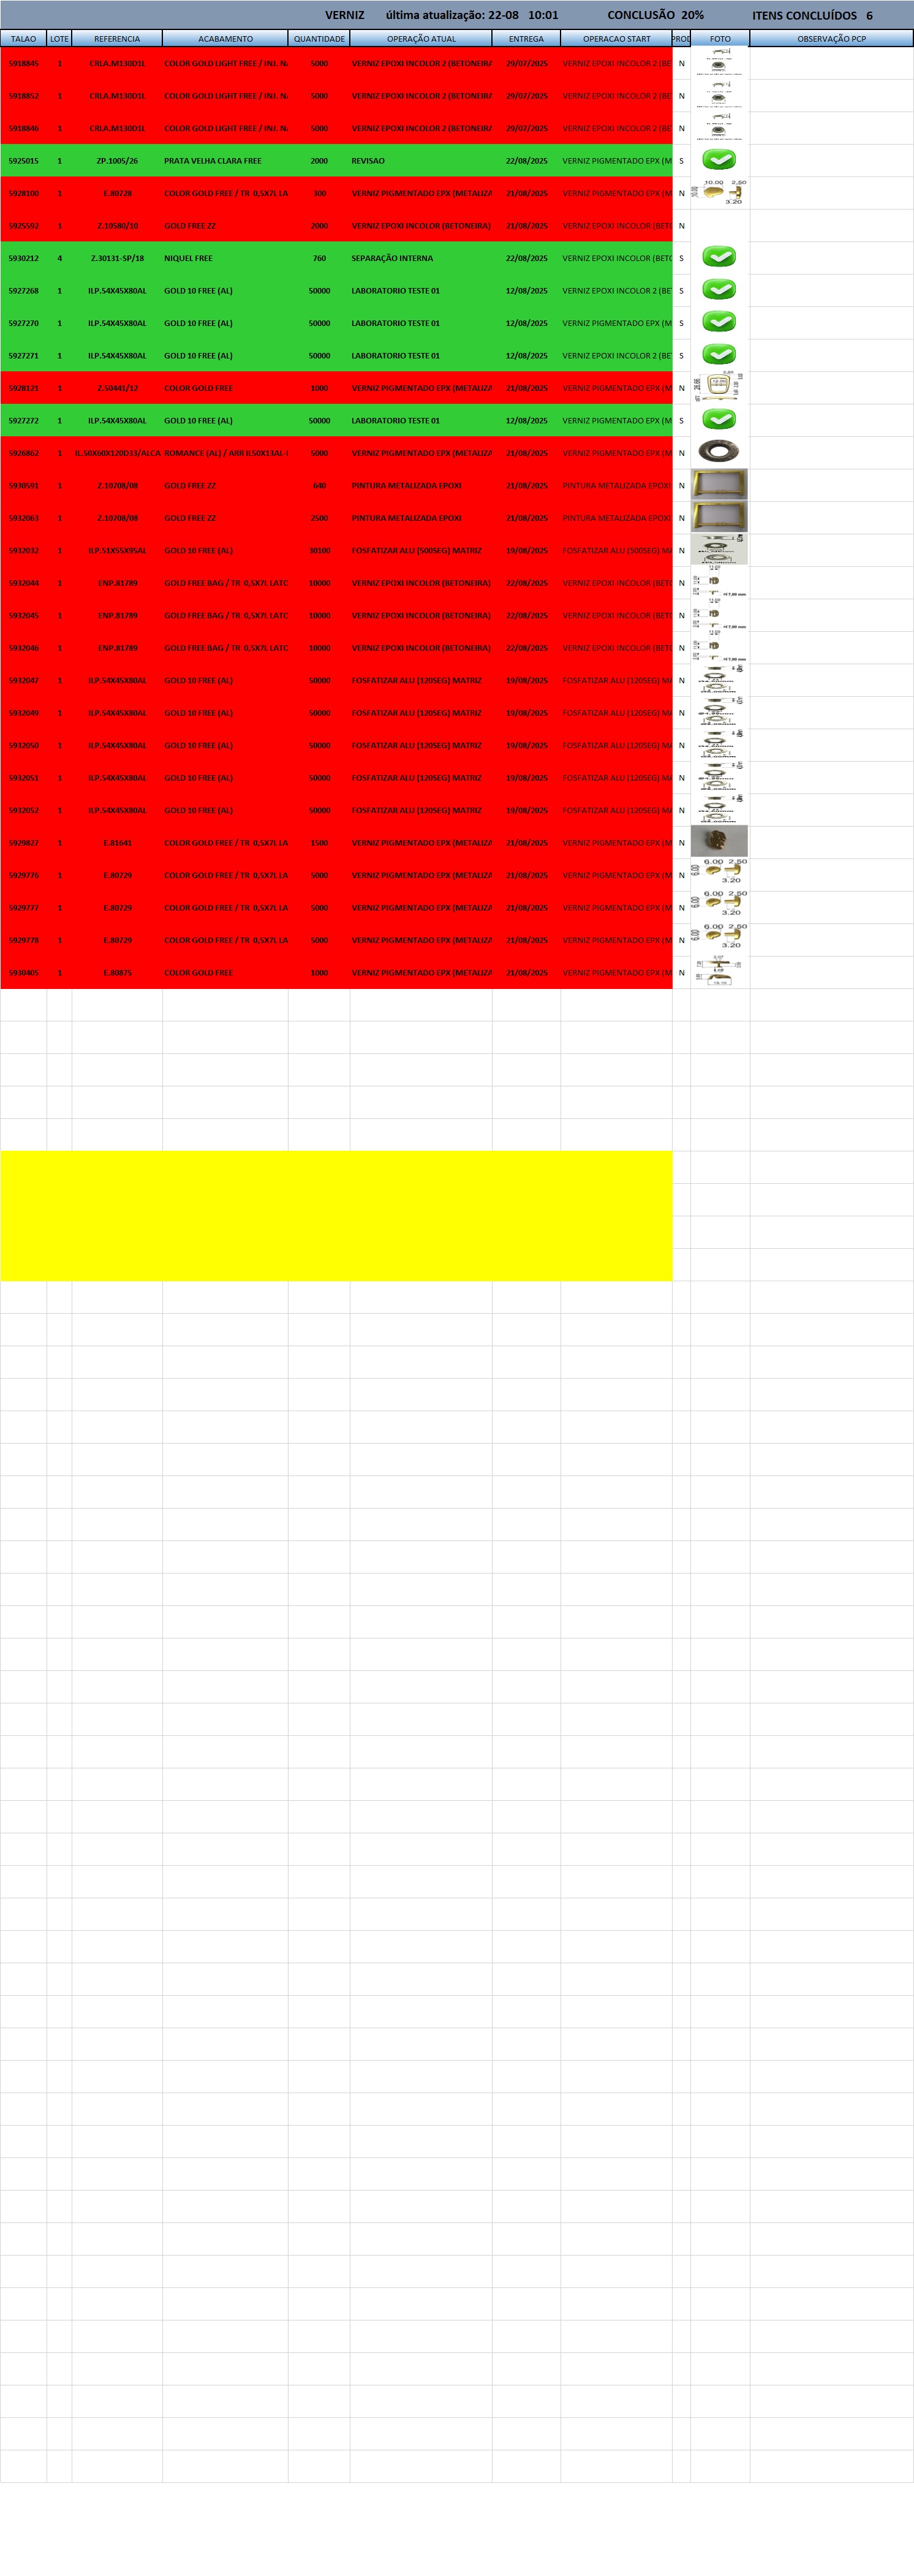 VERNIZ última atualização: 22-08 10:01 CONCLUSÃO 20% ITENS CONCLUÍDOS 6
TALAO LOTE REFERENCIA ACABAMENTO QUANTIDADE OPERAÇÃO ATUAL ENTREGA OPERACAO START PROD FOTO OBSERVAÇÃO PCP
5918845 1 CRLA.M130D1L COLOR GOLD LIGHT FREE / INJ. NA 5000 VERNIZ EPOXI INCOLOR 2 (BETONEIRA 29/07/2025 VERNIZ EPOXI INCOLOR 2 (BE N
5918852 1 CRLA.M130D1L COLOR GOLD LIGHT FREE / INJ. NA 5000 VERNIZ EPOXI INCOLOR 2 (BETONEIRA 29/07/2025 VERNIZ EPOXI INCOLOR 2 (BE N
5918846 1 CRLA.M130D1L COLOR GOLD LIGHT FREE / INJ. NA 5000 VERNIZ EPOXI INCOLOR 2 (BETONEIRA 29/07/2025 VERNIZ EPOXI INCOLOR 2 (BE N
5925015 1 ZP.1005/26 PRATA VELHA CLARA FREE 2000 REVISAO 22/08/2025 VERNIZ PIGMENTADO EPX (M S
5928100 1 E.80728 COLOR GOLD FREE / TR 0,5X7L LA 300 VERNIZ PIGMENTADO EPX (METALIZA 21/08/2025 VERNIZ PIGMENTADO EPX (M N 10.00 2,50 3.20
5925592 1 Z.10580/10 GOLD FREE ZZ 2000 VERNIZ EPOXI INCOLOR (BETONEIRA) 21/08/2025 VERNIZ EPOXI INCOLOR (BETO N
5930212 4 Z.30131-SP/18 NIQUEL FREE 760 SEPARAÇÃO INTERNA 22/08/2025 VERNIZ EPOXI INCOLOR (BETO S
5927268 1 ILP.54X45X80AL GOLD 10 FREE (AL) 50000 LABORATORIO TESTE 01 12/08/2025 VERNIZ EPOXI INCOLOR 2 (BE S
5927270 1 ILP.54X45X80AL GOLD 10 FREE (AL) 50000 LABORATORIO TESTE 01 12/08/2025 VERNIZ PIGMENTADO EPX (M S
5927271 1 ILP.54X45X80AL GOLD 10 FREE (AL) 50000 LABORATORIO TESTE 01 12/08/2025 VERNIZ EPOXI INCOLOR 2 (BE S
5928121 1 Z.50441/12 COLOR GOLD FREE 1000 VERNIZ PIGMENTADO EPX (METALIZA 21/08/2025 VERNIZ PIGMENTADO EPX (M N
5927272 1 ILP.54X45X80AL GOLD 10 FREE (AL) 50000 LABORATORIO TESTE 01 12/08/2025 VERNIZ PIGMENTADO EPX (M S
5926862 1 IL.50X60X120D33/ALCA ROMANCE (AL) / ARR IL50X13AL-I 5000 VERNIZ PIGMENTADO EPX (METALIZA 21/08/2025 VERNIZ PIGMENTADO EPX (M N
5930591 1 Z.10708/08 GOLD FREE ZZ 640 PINTURA METALIZADA EPOXI 21/08/2025 PINTURA METALIZADA EPOXI N
5932063 1 Z.10708/08 GOLD FREE ZZ 2500 PINTURA METALIZADA EPOXI 21/08/2025 PINTURA METALIZADA EPOXI N
5932032 1 ILP.51X55X95AL GOLD 10 FREE (AL) 30100 FOSFATIZAR ALU (500SEG) MATRIZ 19/08/2025 FOSFATIZAR ALU (500SEG) MA N
5932044 1 ENP.81789 GOLD FREE BAG / TR 0,5X7L LATC 10000 VERNIZ EPOXI INCOLOR (BETONEIRA) 22/08/2025 VERNIZ EPOXI INCOLOR (BETO N
5932045 1 ENP.81789 GOLD FREE BAG / TR 0,5X7L LATC 10000 VERNIZ EPOXI INCOLOR (BETONEIRA) 22/08/2025 VERNIZ EPOXI INCOLOR (BETO N
5932046 1 ENP.81789 GOLD FREE BAG / TR 0,5X7L LATC 10000 VERNIZ EPOXI INCOLOR (BETONEIRA) 22/08/2025 VERNIZ EPOXI INCOLOR (BETO N
5932047 1 ILP.54X45X80AL GOLD 10 FREE (AL) 50000 FOSFATIZAR ALU (120SEG) MATRIZ 19/08/2025 FOSFATIZAR ALU (120SEG) MA N
5932049 1 ILP.54X45X80AL GOLD 10 FREE (AL) 50000 FOSFATIZAR ALU (120SEG) MATRIZ 19/08/2025 FOSFATIZAR ALU (120SEG) MA N
5932050 1 ILP.54X45X80AL GOLD 10 FREE (AL) 50000 FOSFATIZAR ALU (120SEG) MATRIZ 19/08/2025 FOSFATIZAR ALU (120SEG) MA N
5932051 1 ILP.54X45X80AL GOLD 10 FREE (AL) 50000 FOSFATIZAR ALU (120SEG) MATRIZ 19/08/2025 FOSFATIZAR ALU (120SEG) MA N
5932052 1 ILP.54X45X80AL GOLD 10 FREE (AL) 50000 FOSFATIZAR ALU (120SEG) MATRIZ 19/08/2025 FOSFATIZAR ALU (120SEG) MA N
5929827 1 E.81641 COLOR GOLD FREE / TR 0,5X7L LA 1500 VERNIZ PIGMENTADO EPX (METALIZA 21/08/2025 VERNIZ PIGMENTADO EPX (M N
5929776 1 E.80729 COLOR GOLD FREE / TR 0,5X7L LA 5000 VERNIZ PIGMENTADO EPX (METALIZA 21/08/2025 VERNIZ PIGMENTADO EPX (M N 6.00 6.00 2,50 3.20
5929777 1 E.80729 COLOR GOLD FREE / TR 0,5X7L LA 5000 VERNIZ PIGMENTADO EPX (METALIZA 21/08/2025 VERNIZ PIGMENTADO EPX (M N 6.00 6.00 2,50 3.20
5929778 1 E.80729 COLOR GOLD FREE / TR 0,5X7L LA 5000 VERNIZ PIGMENTADO EPX (METALIZA 21/08/2025 VERNIZ PIGMENTADO EPX (M N 6.00 6.00 2,50 3.20
5930405 1 E.80875 COLOR GOLD FREE 1000 VERNIZ PIGMENTADO EPX (METALIZA 21/08/2025 VERNIZ PIGMENTADO EPX (M N